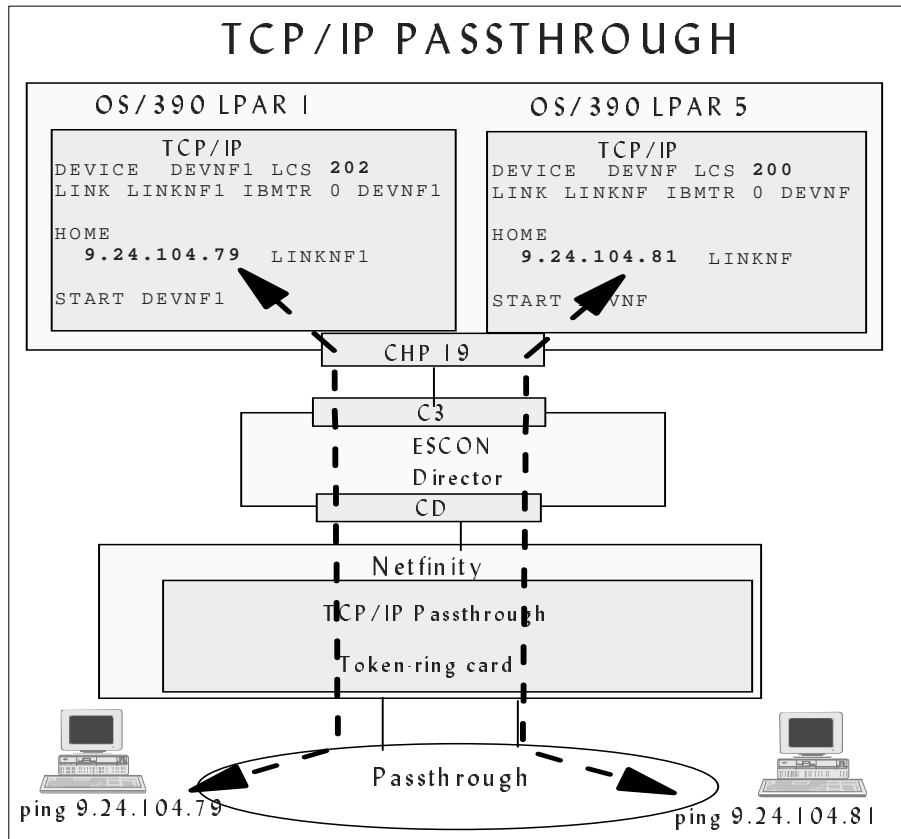 TCP/IP PASSTHROUGH
OS/390 LPAR 1
TCP/IP
DEVICE DEVNF1 LCS 202
LINK LINKNF1 IBMTR 0 DEVNF1
HOME
9.24.104.79 LINKNF1
START DEVNF1
OS/390 LPAR 5
TCP/IP
DEVICE DEVNF LCS 200
LINK LINKNF IBMTR 0 DEVNF
HOME
9.24.104.81 LINKNF
START DEVNF
CHP 19
C3
ESCON
Director
CD
Netfinity
TCP/IP Passthrough
Token-ring card
Passthrough
ping 9.24.104.79
ping 9.24.104.81